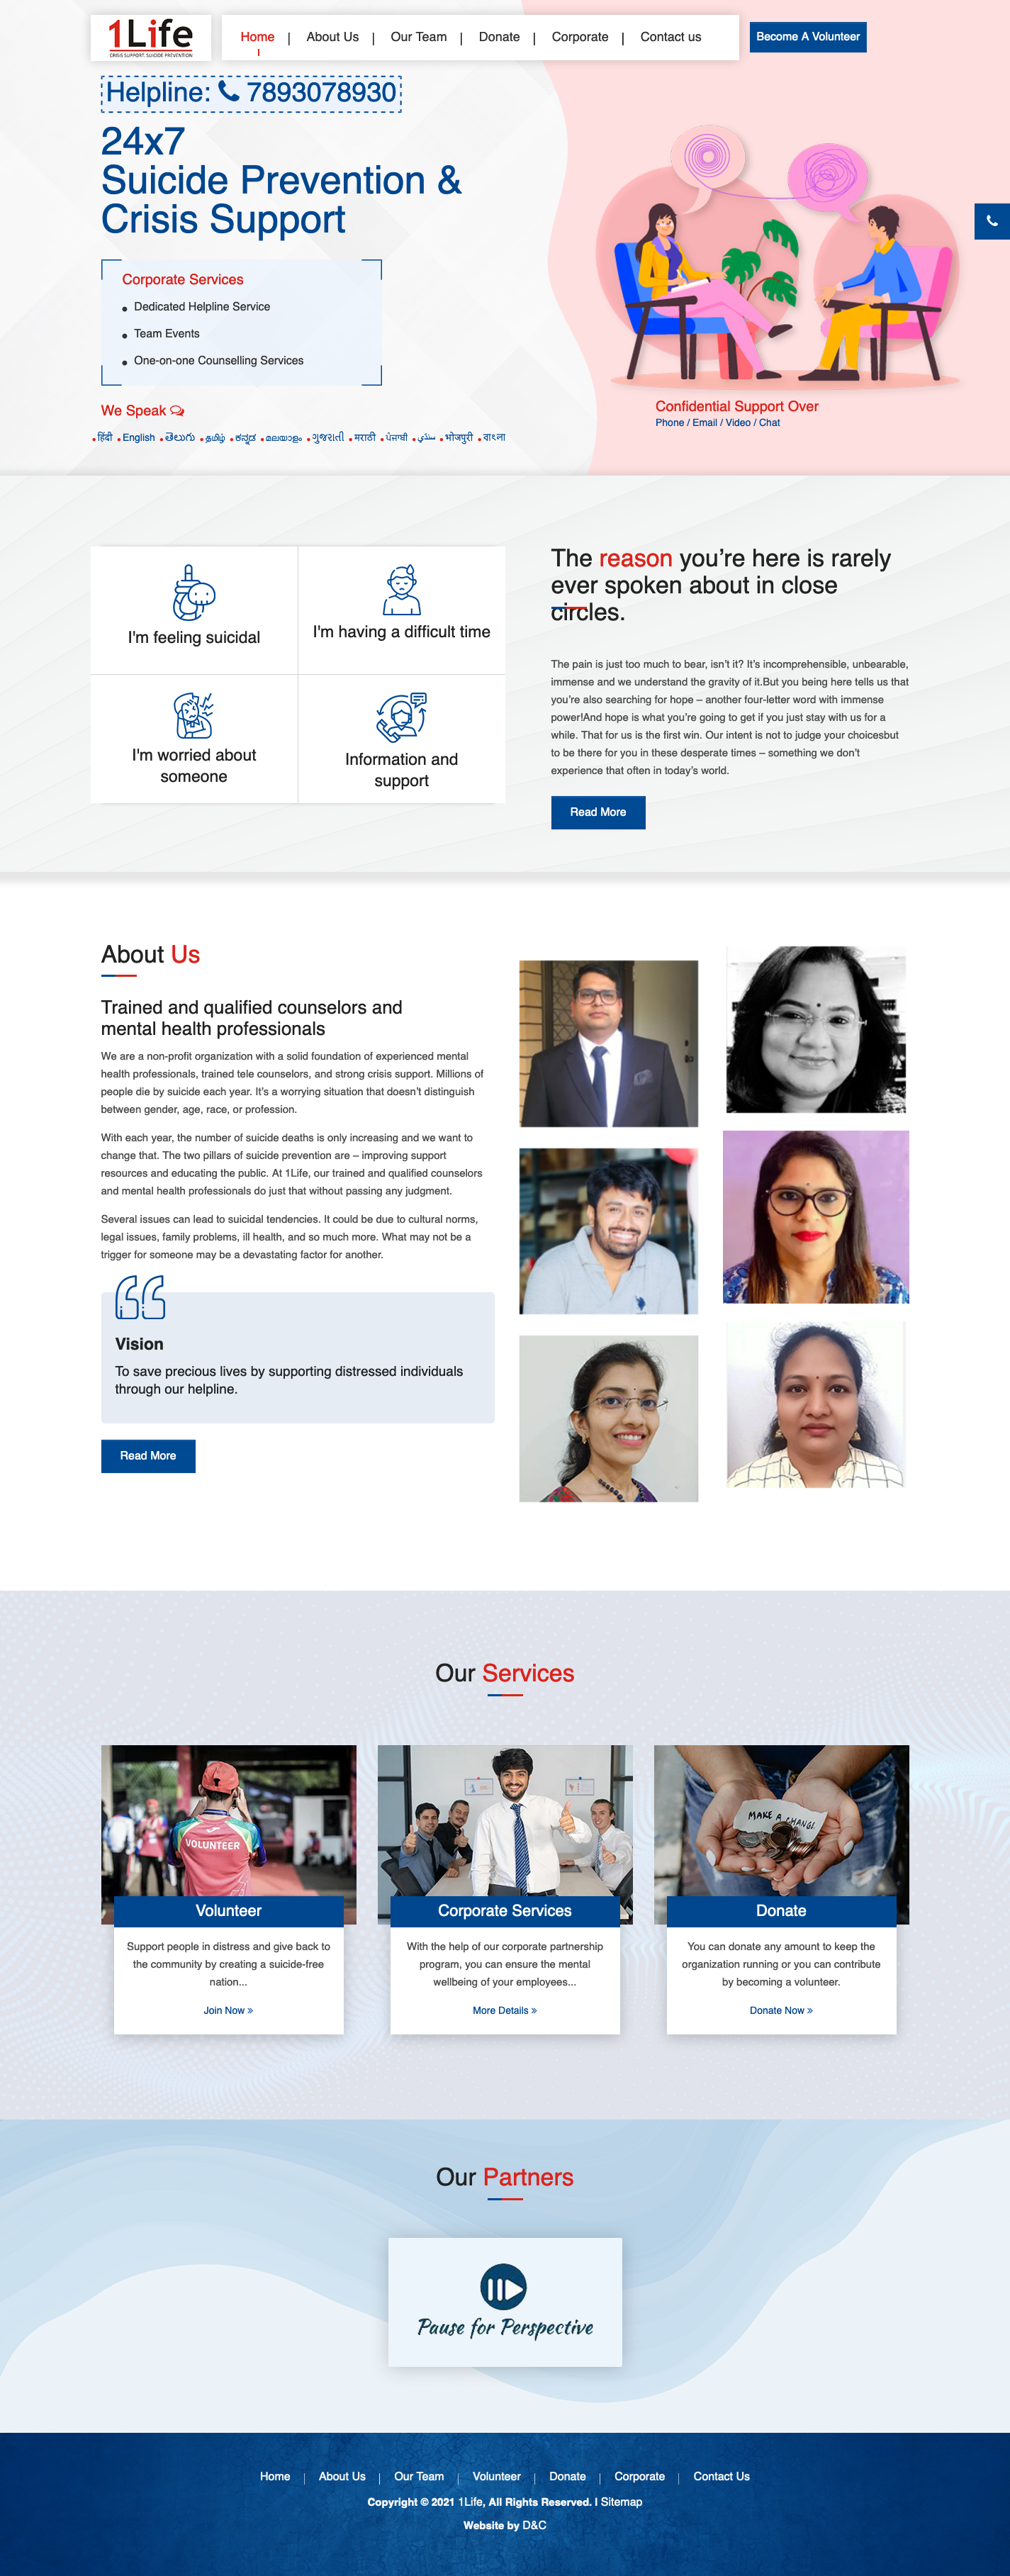 1Life
CRISIS SUPPORT. SUICIDE PREVENTION
Home | About Us | Our Team | Donate | Corporate | Contact us
Become A Volunteer
Helpline: 7893078930
24x7
Suicide Prevention &
Crisis Support
Corporate Services
Dedicated Helpline Service
Team Events
One-on-one Counselling Services
We Speak
हिंदी English తెలుగు தமிழ் ಕನ್ನಡ മലയാളം ગુજરાતી मराठी ਪੰਜਾਬੀ سنڌي भोजपुरी বাংলা
Confidential Support Over
Phone / Email / Video / Chat
I'm feeling suicidal
I'm having a difficult time
I'm worried about
someone
Information and
support
The reason you’re here is rarely
ever spoken about in close
circles.
The pain is just too much to bear, isn’t it? It’s incomprehensible, unbearable,
immense and we understand the gravity of it.But you being here tells us that
you’re also searching for hope – another four-letter word with immense
power!And hope is what you’re going to get if you just stay with us for a
while. That for us is the first win. Our intent is not to judge your choicesbut
to be there for you in these desperate times – something we don’t
experience that often in today’s world.
Read More
About Us
Trained and qualified counselors and
mental health professionals
We are a non-profit organization with a solid foundation of experienced mental
health professionals, trained tele counselors, and strong crisis support. Millions of
people die by suicide each year. It’s a worrying situation that doesn’t distinguish
between gender, age, race, or profession.
With each year, the number of suicide deaths is only increasing and we want to
change that. The two pillars of suicide prevention are – improving support
resources and educating the public. At 1Life, our trained and qualified counselors
and mental health professionals do just that without passing any judgment.
Several issues can lead to suicidal tendencies. It could be due to cultural norms,
legal issues, family problems, ill health, and so much more. What may not be a
trigger for someone may be a devastating factor for another.
Vision
To save precious lives by supporting distressed individuals
through our helpline.
Read More
Our Services
VOLUNTEER
MAKE A CHANGE
Volunteer
Support people in distress and give back to
the community by creating a suicide-free
nation...
Join Now »
Corporate Services
With the help of our corporate partnership
program, you can ensure the mental
wellbeing of your employees...
More Details »
Donate
You can donate any amount to keep the
organization running or you can contribute
by becoming a volunteer.
Donate Now »
Our Partners
Pause for Perspective
Home | About Us | Our Team | Volunteer | Donate | Corporate | Contact Us
Copyright © 2021 1Life, All Rights Reserved. I Sitemap
Website by D&C